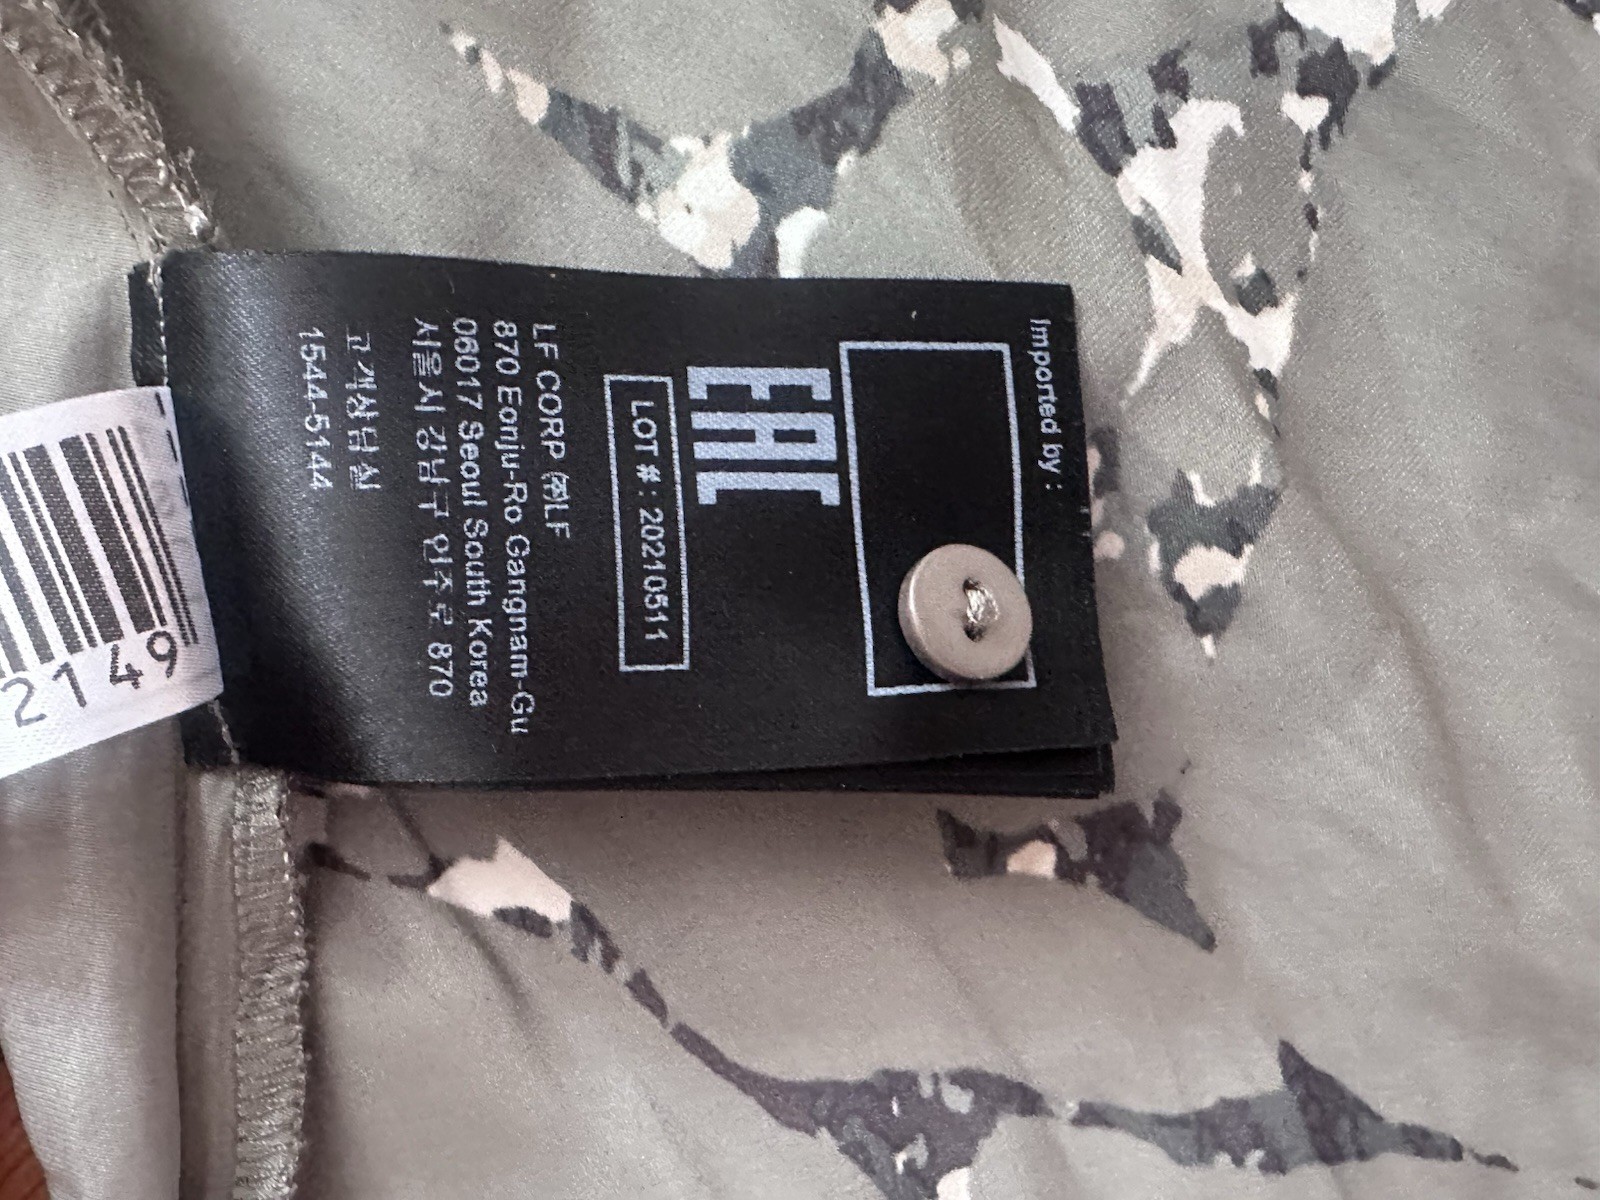 Imported by :
EAC
LOT #: 20210511
LF CORP ㈜LF
870 Eonju-Ro Gangnam-Gu
06017 Seoul South Korea
서울시 강남구 언주로 870
고객상담실
1544-5144
2149